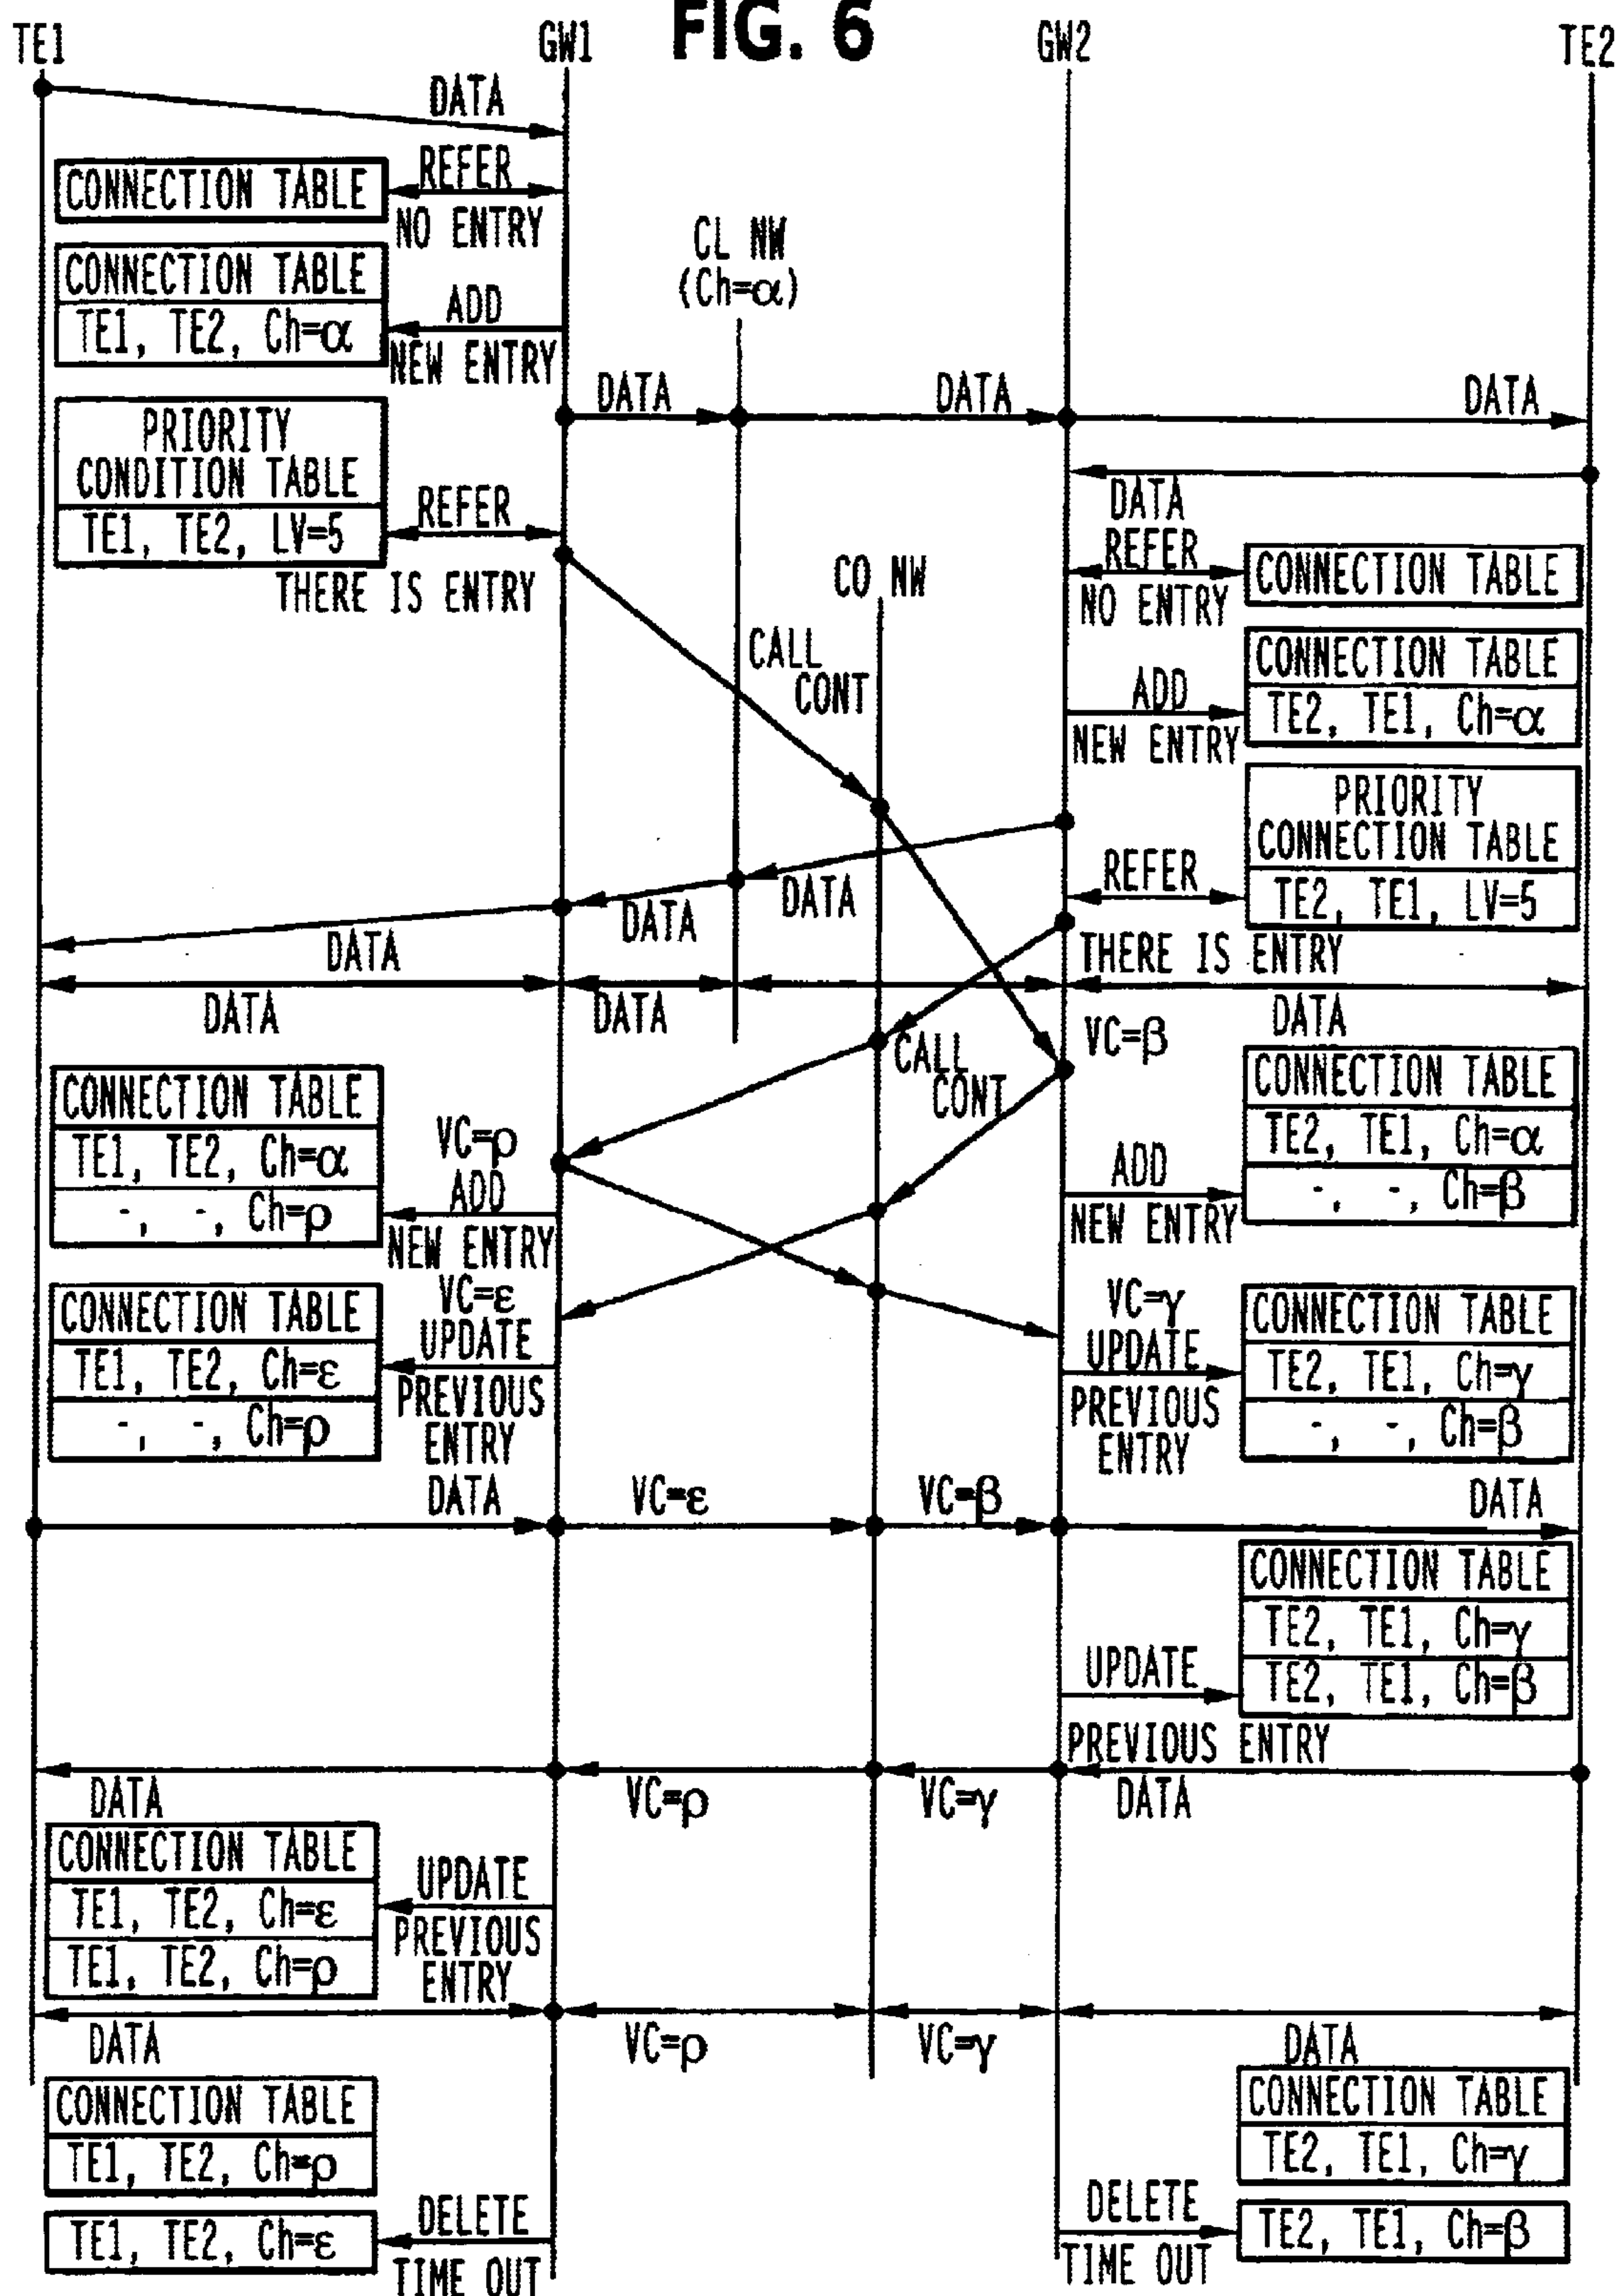 FIG. 6
TE1
GW1
GW2
TE2
DATA
CONNECTION TABLE
REFER
NO ENTRY
CL NW
(Ch=α)
CONNECTION TABLE
TE1, TE2, Ch=α
ADD
NEW ENTRY
DATA
DATA
DATA
PRIORITY
CONDITION TABLE
TE1, TE2, LV=5
REFER
THERE IS ENTRY
DATA
REFER
NO ENTRY
CONNECTION TABLE
CO NW
CALL
CONT
ADD
NEW ENTRY
CONNECTION TABLE
TE2, TE1, Ch=α
PRIORITY
CONNECTION TABLE
TE2, TE1, LV=5
REFER
THERE IS ENTRY
DATA
DATA
DATA
DATA
DATA
DATA
VC=β
CALL
CONT
CONNECTION TABLE
TE1, TE2, Ch=α
-, -, Ch=ρ
VC=ρ
ADD
NEW ENTRY
ADD
NEW ENTRY
CONNECTION TABLE
TE2, TE1, Ch=α
-, -, Ch=β
CONNECTION TABLE
TE1, TE2, Ch=ε
-, -, Ch=ρ
VC=ε
UPDATE
PREVIOUS
ENTRY
VC=γ
UPDATE
PREVIOUS
ENTRY
CONNECTION TABLE
TE2, TE1, Ch=γ
-, -, Ch=β
DATA
VC=ε
VC=β
DATA
CONNECTION TABLE
TE2, TE1, Ch=γ
TE2, TE1, Ch=β
UPDATE
PREVIOUS ENTRY
DATA
VC=ρ
VC=γ
DATA
CONNECTION TABLE
TE1, TE2, Ch=ε
TE1, TE2, Ch=ρ
UPDATE
PREVIOUS
ENTRY
DATA
VC=ρ
VC=γ
DATA
CONNECTION TABLE
TE1, TE2, Ch=ρ
CONNECTION TABLE
TE2, TE1, Ch=γ
TE1, TE2, Ch=ε
DELETE
TIME OUT
DELETE
TIME OUT
TE2, TE1, Ch=β